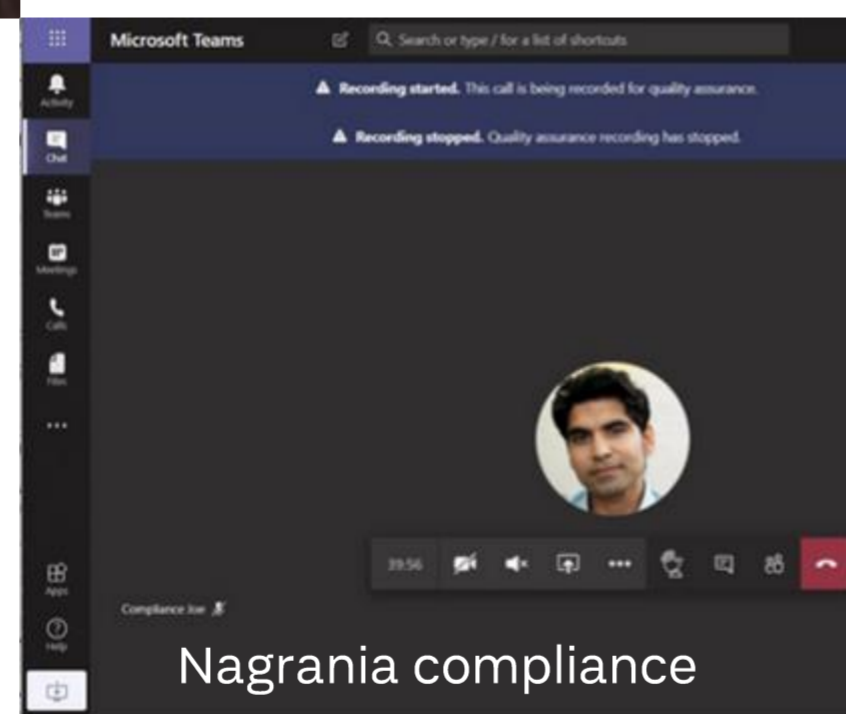 Microsoft Teams
Search or type / for a list of shortcuts
Recording started. This call is being recorded for quality assurance.
Recording stopped. Quality assurance recording has stopped.
Activity
Chat
Teams
Meetings
Calls
Files
39:56
Apps
Compliance Joe
Help
Nagrania compliance